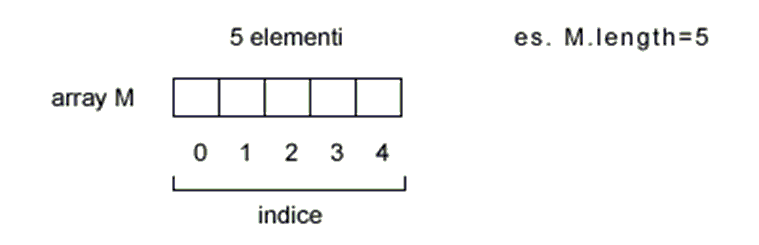 5 elementi
es. M.length=5
array M
0 1 2 3 4
indice